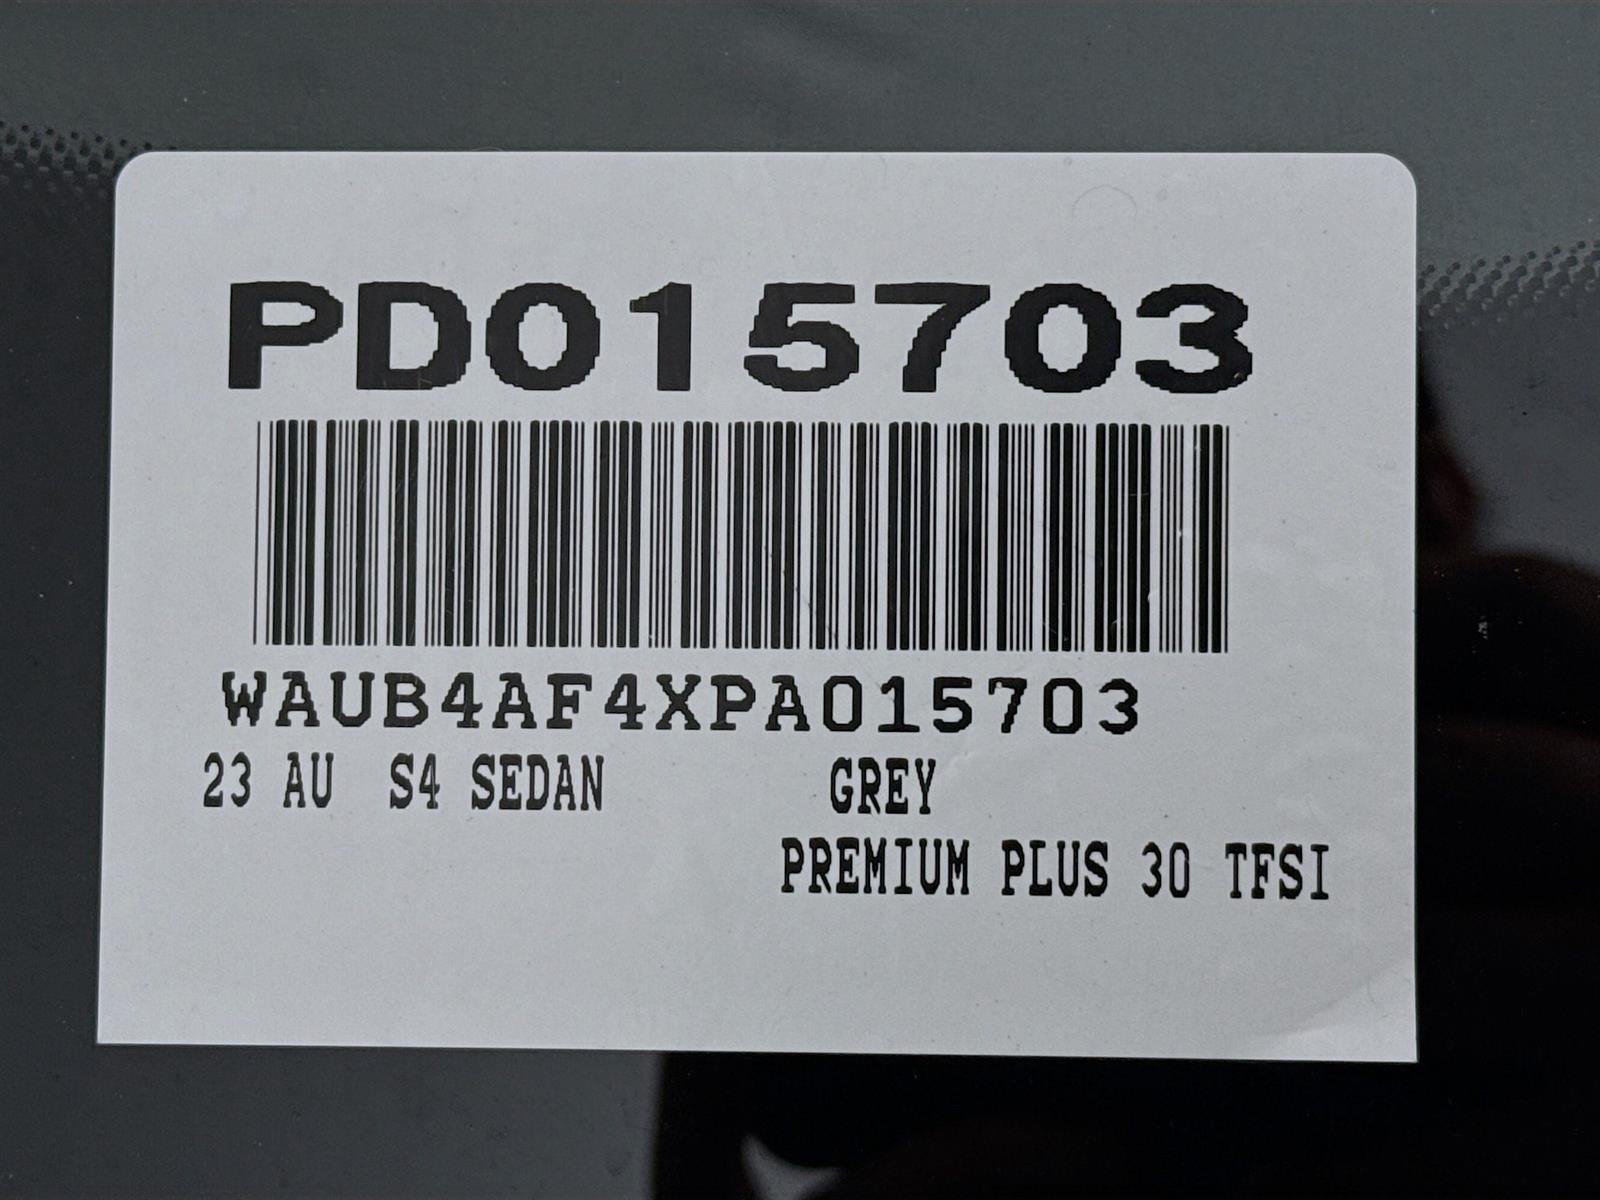 PD015703
WAUB4AF4XPA015703
23 AU S4 SEDAN GREY
PREMIUM PLUS 30 TFSI